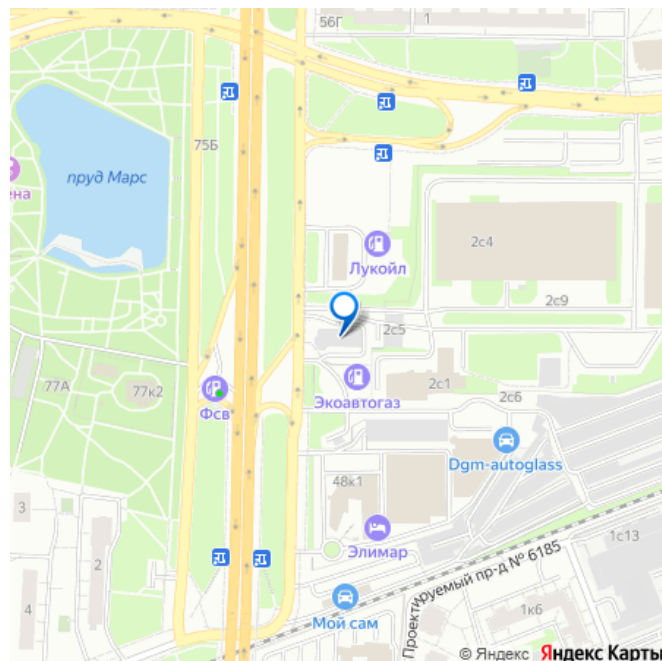 56Г
1
75Б
пруд Марс
ена
2с4
Лукойл
2с9
2с5
77А
77к2
Фсв
Экоавтогаз
2с1
2с6
Dgm-autoglass
48к1
3
Элимар
2
4
1с13
Проектируемый пр-д № 6185
Мой сам
1к6
© Яндекс Яндекс Карты